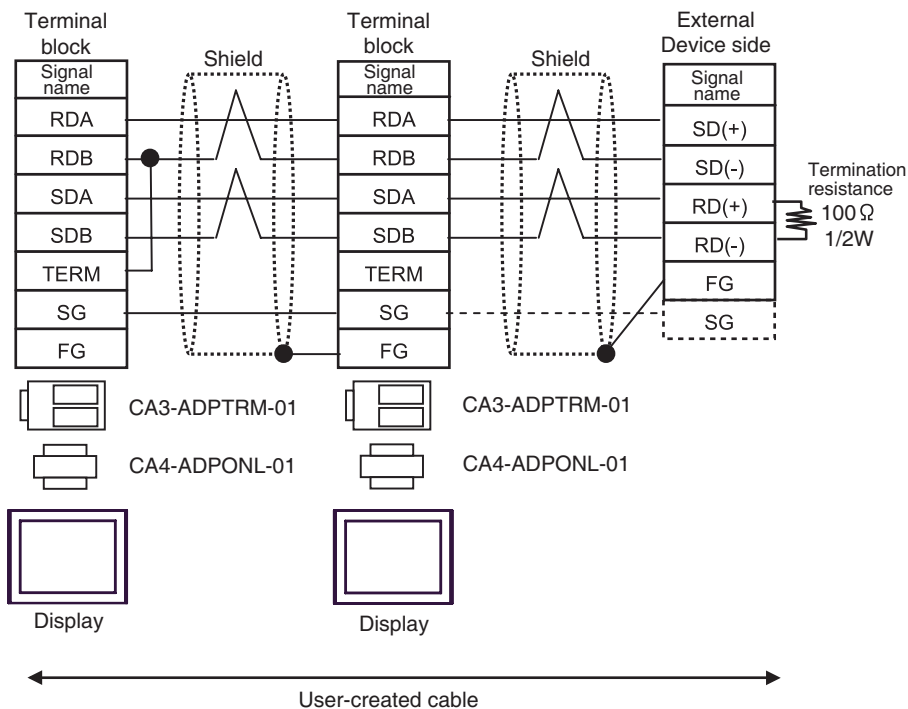 Terminal
block
Signal
name
RDA
RDB
SDA
SDB
TERM
SG
FG
Shield
Terminal
block
Signal
name
RDA
RDB
SDA
SDB
TERM
SG
FG
Shield
External
Device side
Signal
name
SD(+)
SD(-)
RD(+)
RD(-)
FG
SG
Termination
resistance
100Ω
1/2W
CA3-ADPTRM-01
CA3-ADPTRM-01
CA4-ADPONL-01
CA4-ADPONL-01
Display
Display
User-created cable